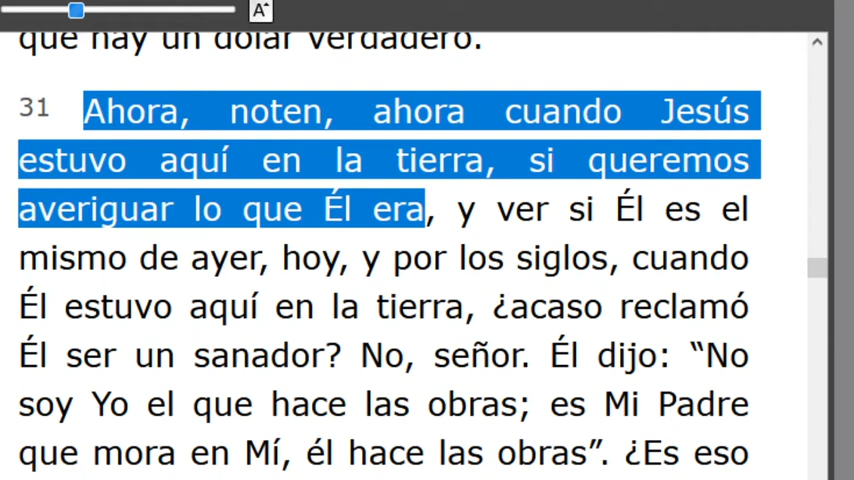 A
que hay un dólar verdadero.
31 Ahora, noten, ahora cuando Jesús
estuvo aquí en la tierra, si queremos
averiguar lo que Él era, y ver si Él es el
mismo de ayer, hoy, y por los siglos, cuando
Él estuvo aquí en la tierra, ¿acaso reclamó
Él ser un sanador? No, señor. Él dijo: “No
soy Yo el que hace las obras; es Mi Padre
que mora en Mí, él hace las obras”. ¿Es eso